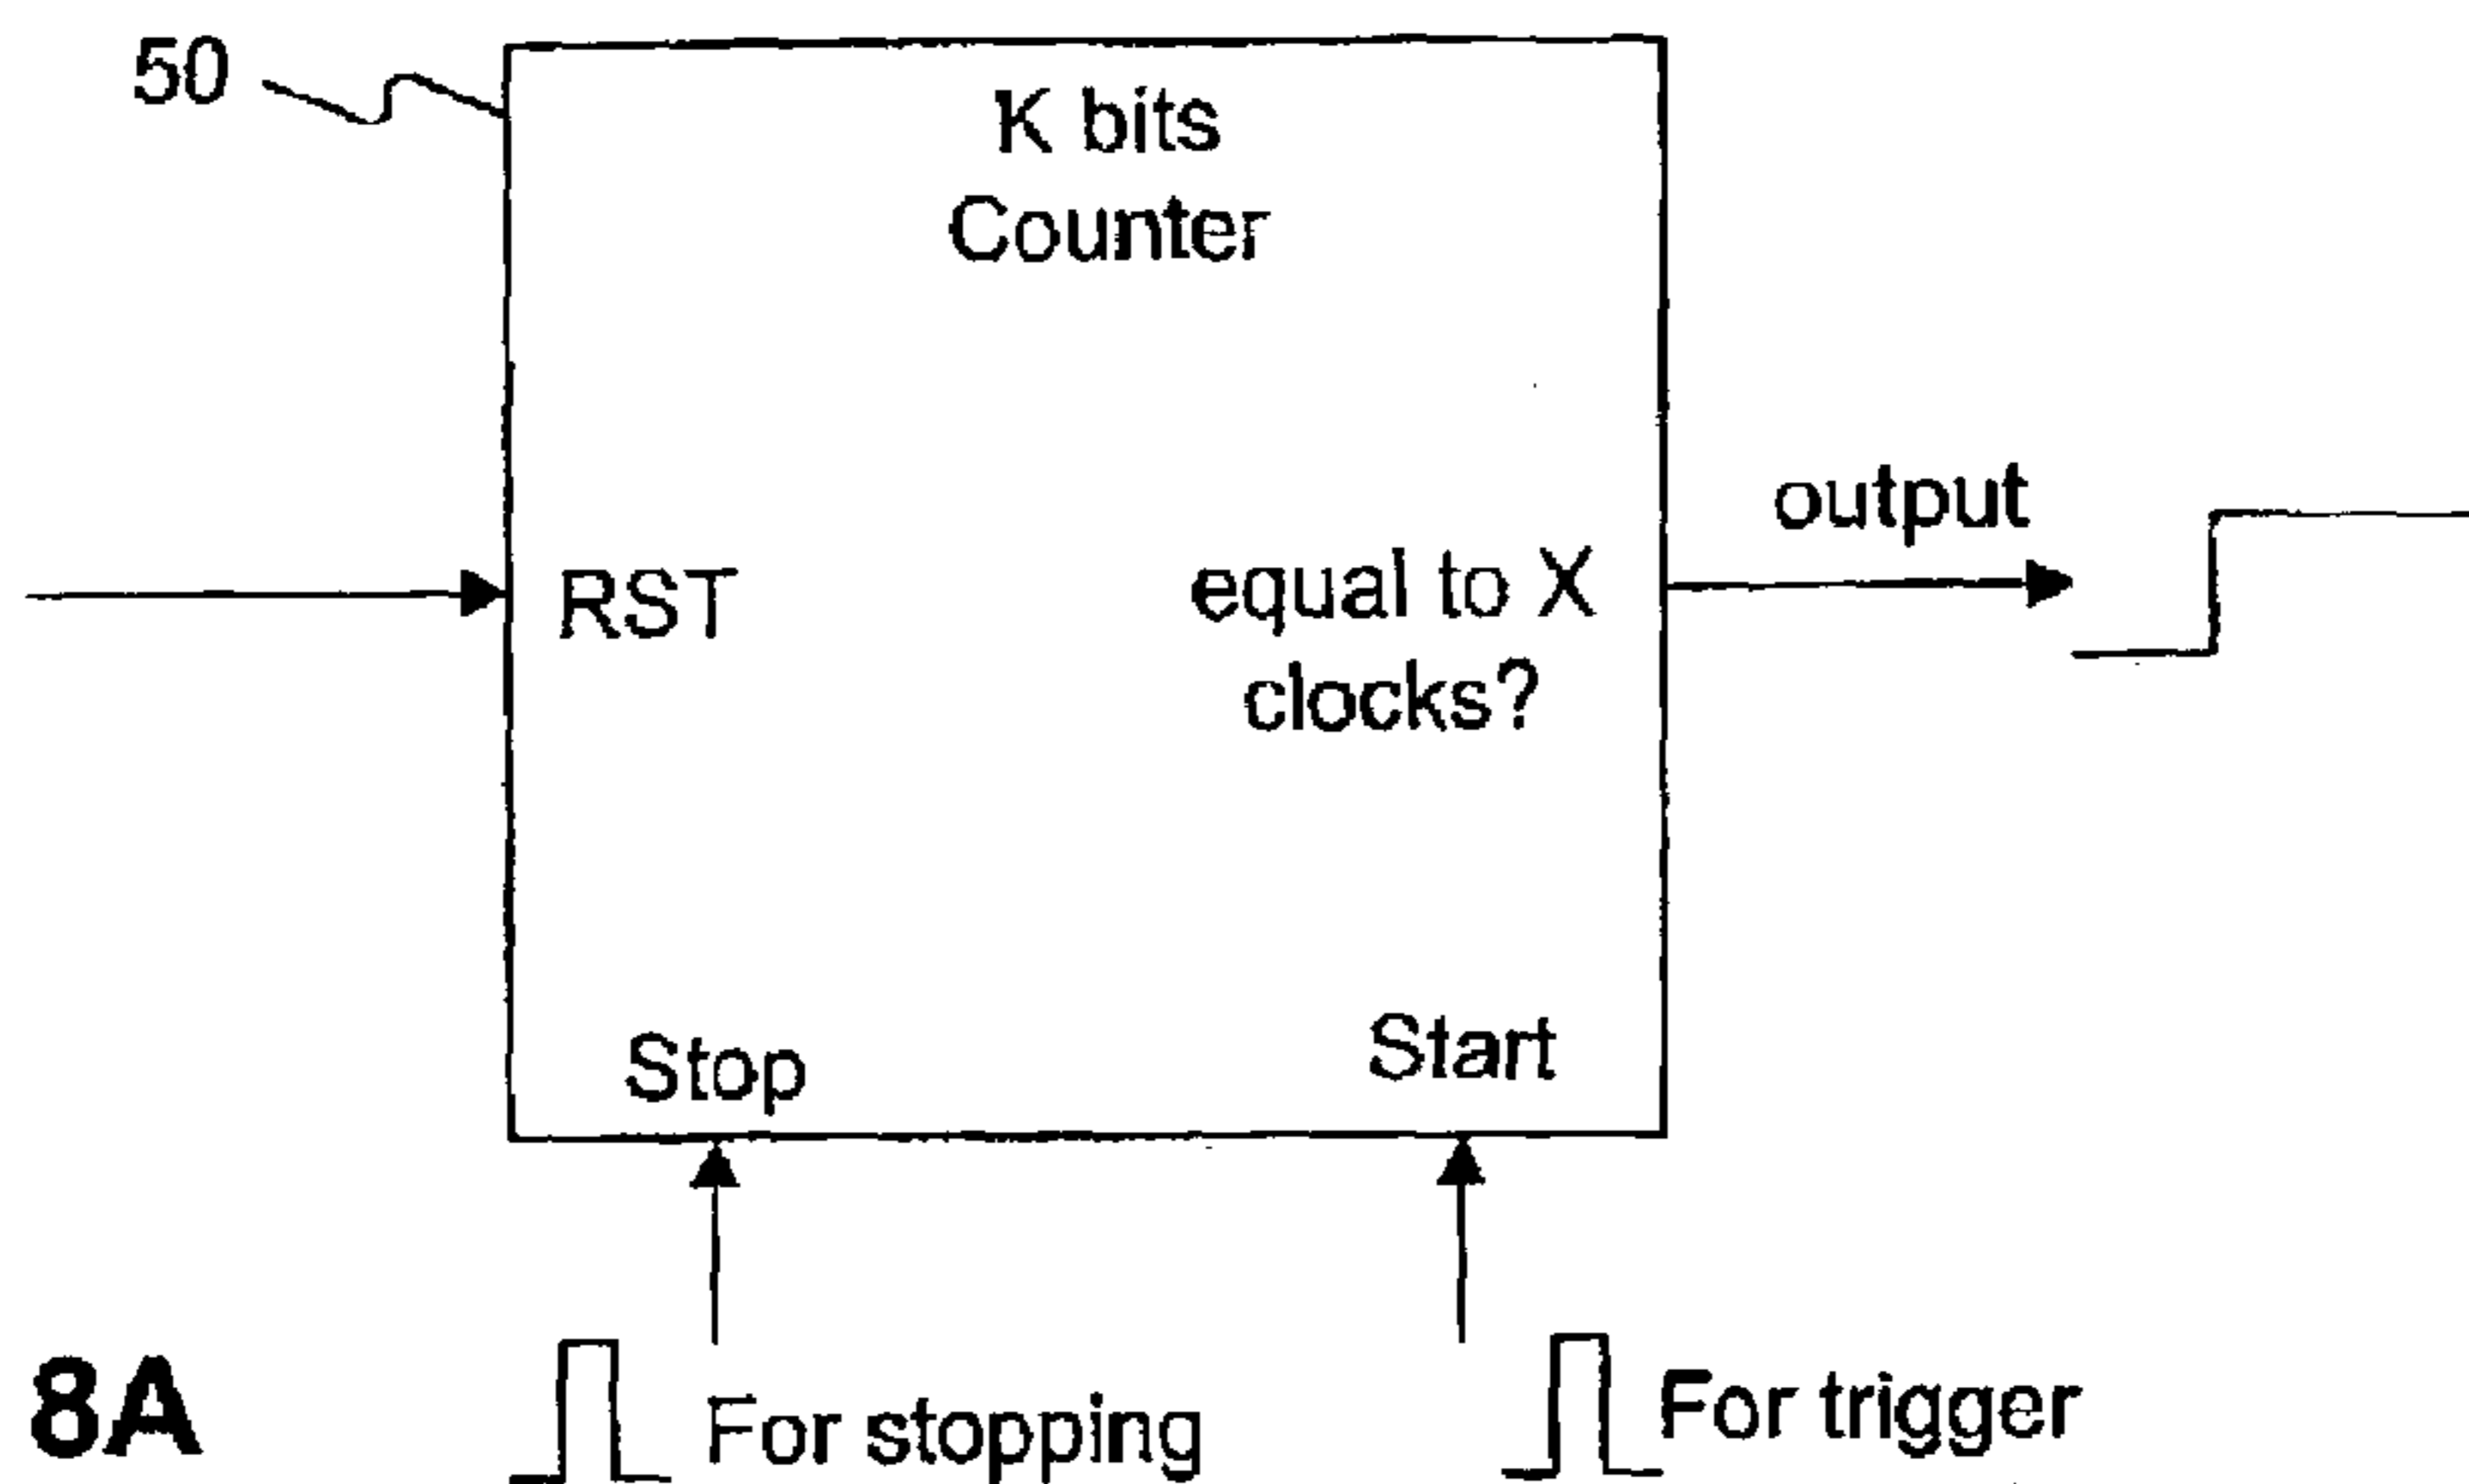 50
K bits
Counter
output
RST
equal to X
clocks?
Stop
Start
8A
For stopping
For trigger